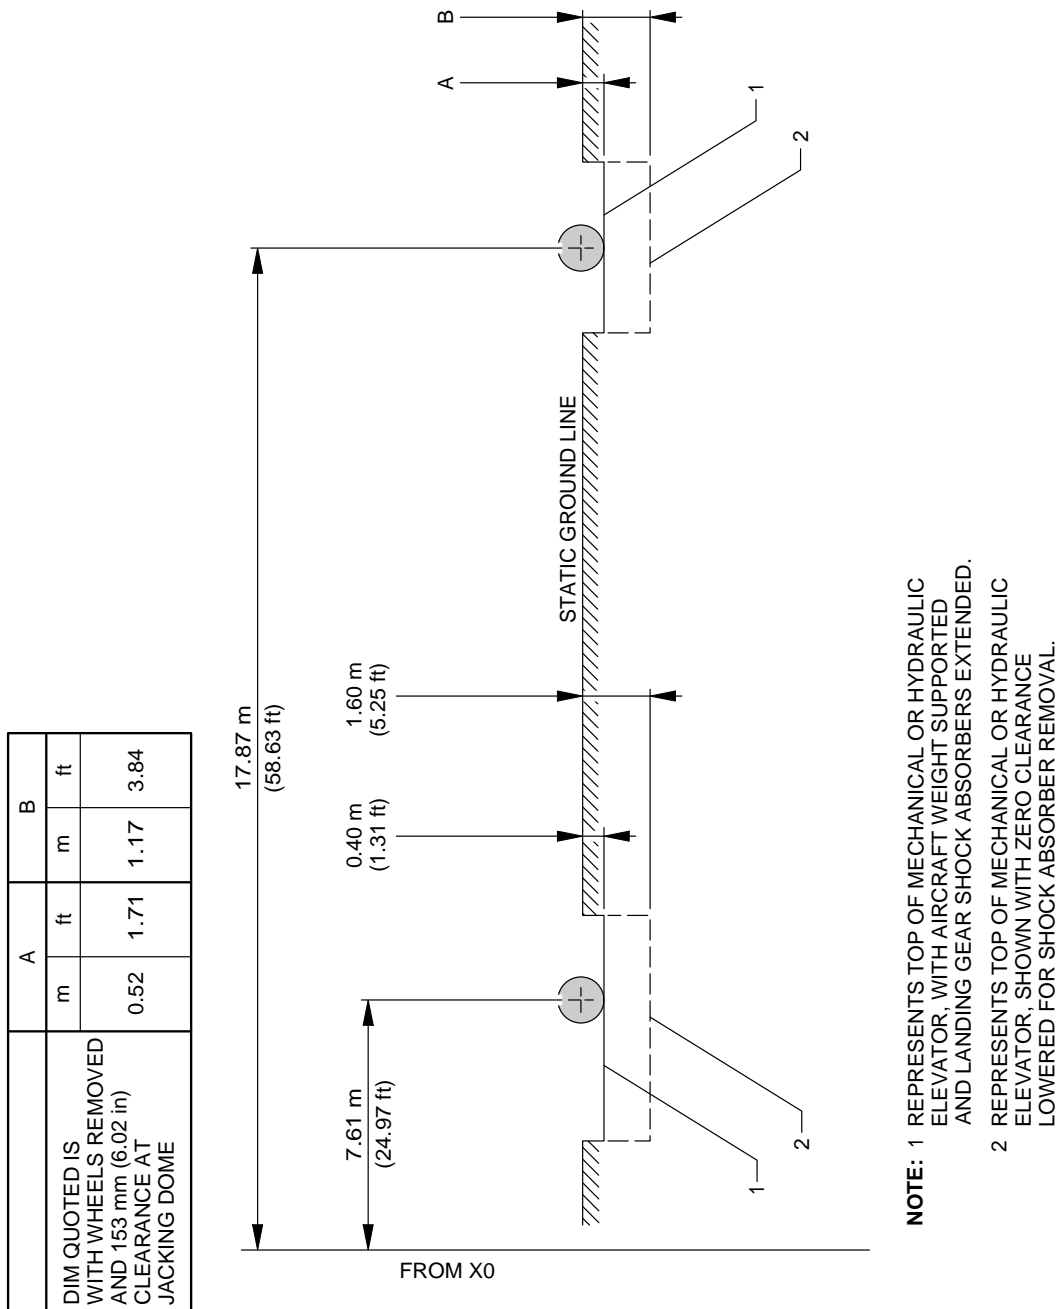 A
B
m
ft
m
ft
DIM QUOTED IS
WITH WHEELS REMOVED
AND 153 mm (6.02 in)
CLEARANCE AT
JACKING DOME
0.52
1.71
1.17
3.84
17.87 m
(58.63 ft)
7.61 m
(24.97 ft)
0.40 m
(1.31 ft)
1.60 m
(5.25 ft)
A
B
STATIC GROUND LINE
FROM X0
1
2
1
2
NOTE: 1 REPRESENTS TOP OF MECHANICAL OR HYDRAULIC
ELEVATOR, WITH AIRCRAFT WEIGHT SUPPORTED
AND LANDING GEAR SHOCK ABSORBERS EXTENDED.
2 REPRESENTS TOP OF MECHANICAL OR HYDRAULIC
ELEVATOR, SHOWN WITH ZERO CLEARANCE
LOWERED FOR SHOCK ABSORBER REMOVAL.